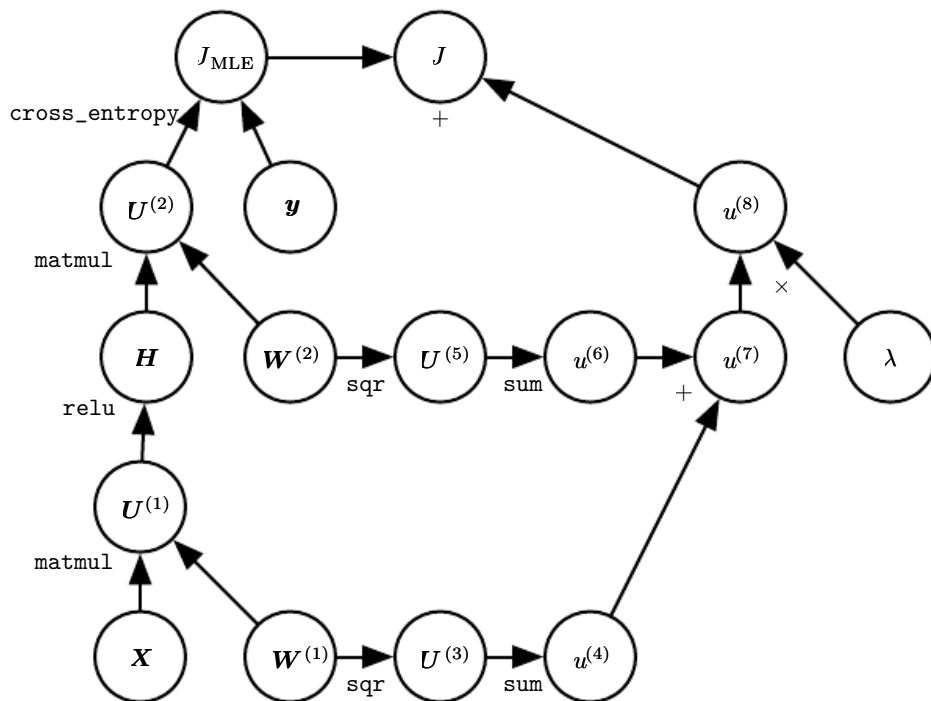 J_MLE J
cross_entropy +
U^(2) y u^(8)
matmul ×
H W^(2) U^(5) u^(6) u^(7) λ
sqr sum +
relu
U^(1)
matmul
X W^(1) U^(3) u^(4)
sqr sum